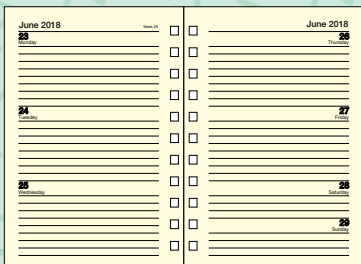 June 2018 Week 26
23
Monday
24
Tuesday
25
Wednesday
June 2018
26
Thursday
27
Friday
28
Saturday
29
Sunday